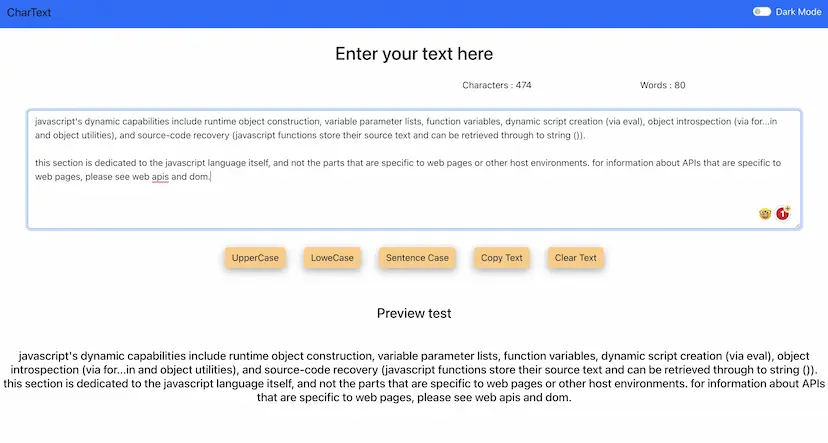 CharText
Dark Mode
Enter your text here
Characters : 474
Words : 80
javascript's dynamic capabilities include runtime object construction, variable parameter lists, function variables, dynamic script creation (via eval), object introspection (via for...in
and object utilities), and source-code recovery (javascript functions store their source text and can be retrieved through to string ()).
this section is dedicated to the javascript language itself, and not the parts that are specific to web pages or other host environments. for information about APIs that are specific to
web pages, please see web apis and dom.
1
UpperCase
LoweCase
Sentence Case
Copy Text
Clear Text
Preview test
javascript's dynamic capabilities include runtime object construction, variable parameter lists, function variables, dynamic script creation (via eval), object
introspection (via for...in and object utilities), and source-code recovery (javascript functions store their source text and can be retrieved through to string ()).
this section is dedicated to the javascript language itself, and not the parts that are specific to web pages or other host environments. for information about APIs
that are specific to web pages, please see web apis and dom.